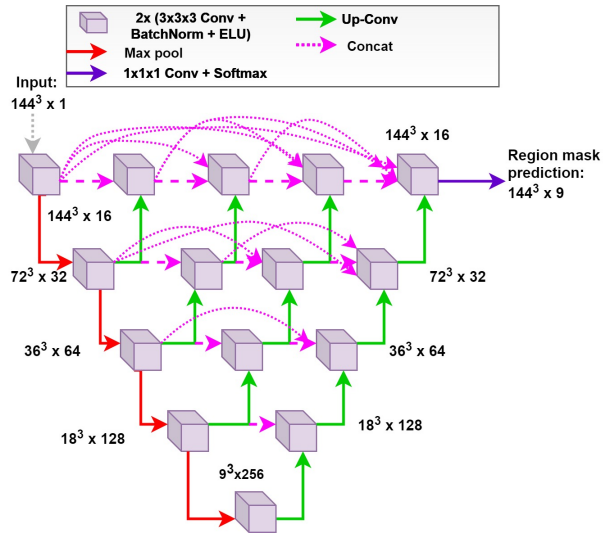 2x (3x3x3 Conv +
BatchNorm + ELU)
Up-Conv
Max pool
Concat
1x1x1 Conv + Softmax
Input:
144³ x 1
144³ x 16
Region mask
prediction:
144³ x 9
144³ x 16
72³ x 32
72³ x 32
36³ x 64
36³ x 64
18³ x 128
18³ x 128
9³x256